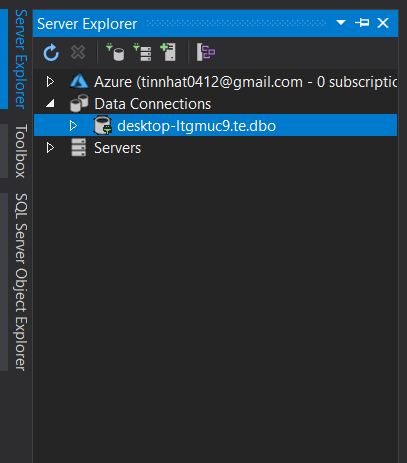 Server Explorer
Toolbox
SQL Server Object Explorer
Server Explorer
Azure (tinnhat0412@gmail.com - 0 subscriptic
Data Connections
desktop-ltgmuc9.te.dbo
Servers